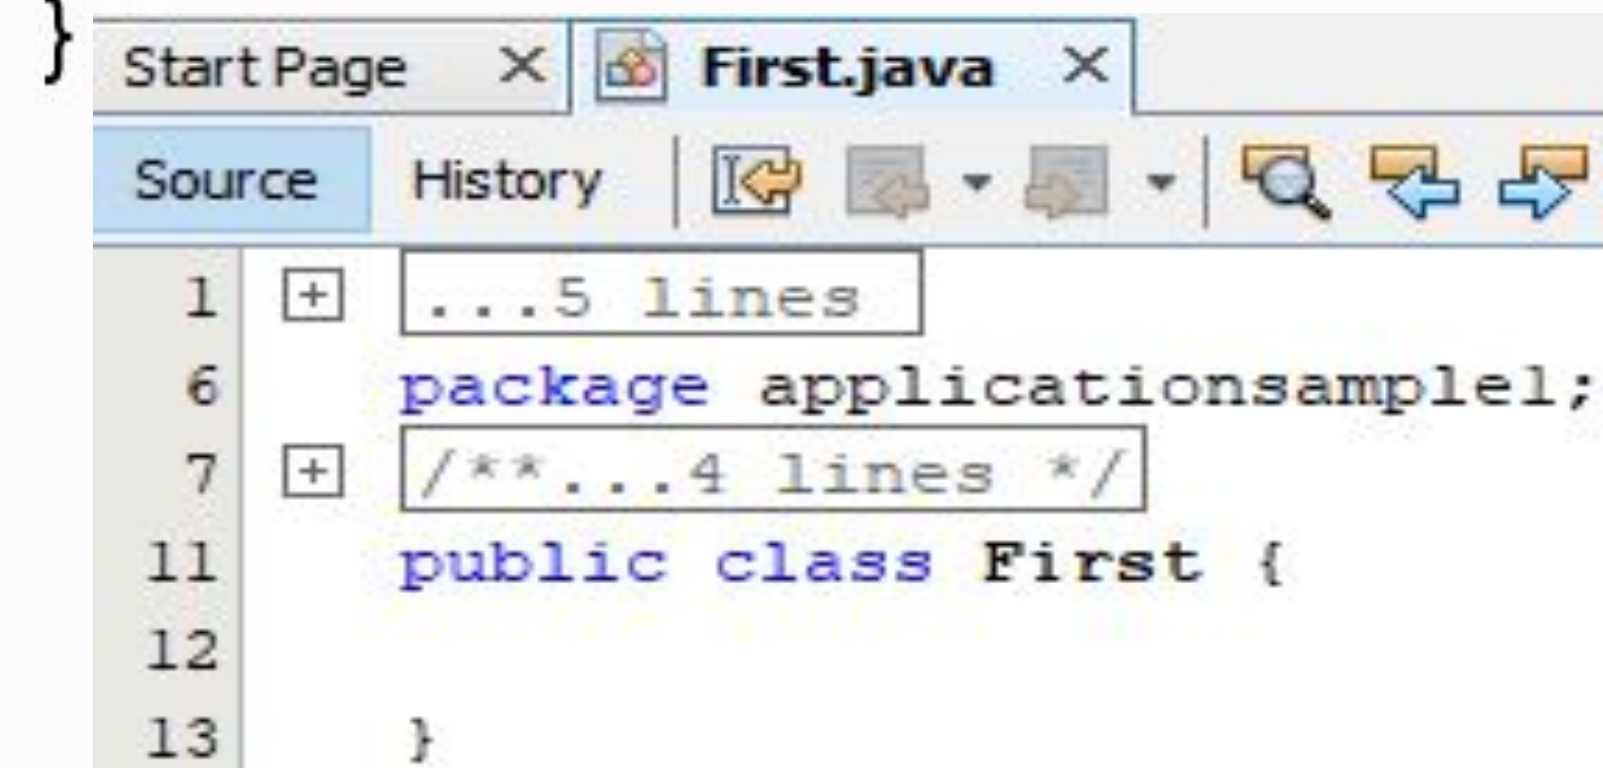 }
Start Page × First.java ×
Source History
1 + ...5 lines
6 package applicationsample1;
7 + /**...4 lines */
11 public class First {
12
13 }